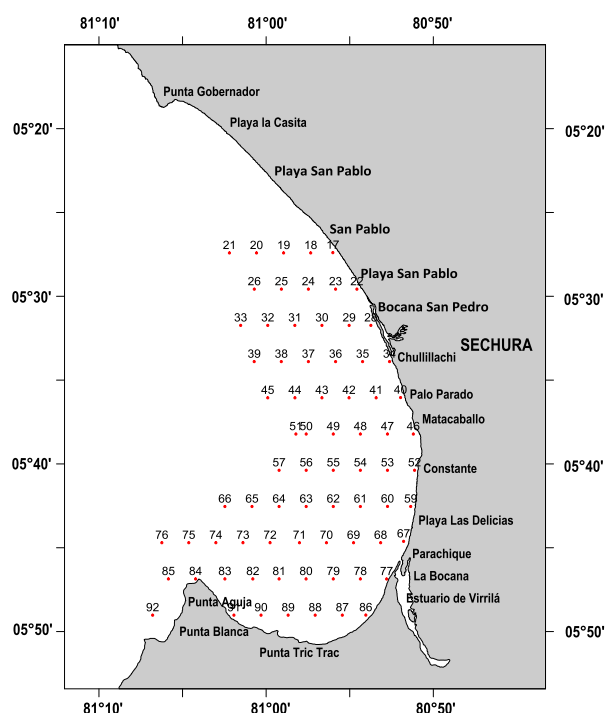 81°10' 81°00' 80°50'
Punta Gobernador
05°20' Playa la Casita 05°20'
Playa San Pablo
San Pablo
21 20 19 18 17
Playa San Pablo
26 25 24 23 22
05°30' Bocana San Pedro 05°30'
33 32 31 30 29 28
SECHURA
39 38 37 36 35 34 Chullillachi
45 44 43 42 41 40 Palo Parado
Matacaballo
51 50 49 48 47 46
05°40' 57 56 55 54 53 52 Constante 05°40'
66 65 64 63 62 61 60 59
Playa Las Delicias
76 75 74 73 72 71 70 69 68 67
Parachique
85 84 83 82 81 80 79 78 77 La Bocana
Punta Aguja Estuario de Virrilá
92 91 90 89 88 87 86
05°50' Punta Blanca 05°50'
Punta Tric Trac
81°10' 81°00' 80°50'